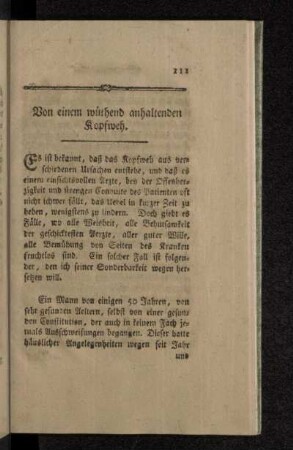 111
Von einem wüthend anhaltenden
Kopfweh.
Es ist bekannt, daß das Kopfweh aus ver-
schiedenen Ursachen entstehe, und daß es
einem einsichtsvollen Arzte, bey der Offenher-
zigkeit und strengen Conduite des Patienten oft
nicht schwer fälle, das Uebel in kurzer Zeit zu
heben, wenigstens zu lindern. Doch giebt es
Fälle, wo alle Weisheit, alle Behutsamkeit
der geschicktesten Aerzte, aller guter Wille,
alle Bemühung von Seiten des Kranken
fruchtlos sind. Ein solcher Fall ist folgen-
der, den ich seiner Sonderbarkeit wegen her-
setzen will.
Ein Mann von einigen 50 Jahren, von
sehr gesunden Aeltern, selbst von einer gesun-
den Constitution, der auch in keinem Fach je-
mals Ausschweifungen begangen. Dieser hatte
häuslicher Angelegenheiten wegen seit Jahr
und